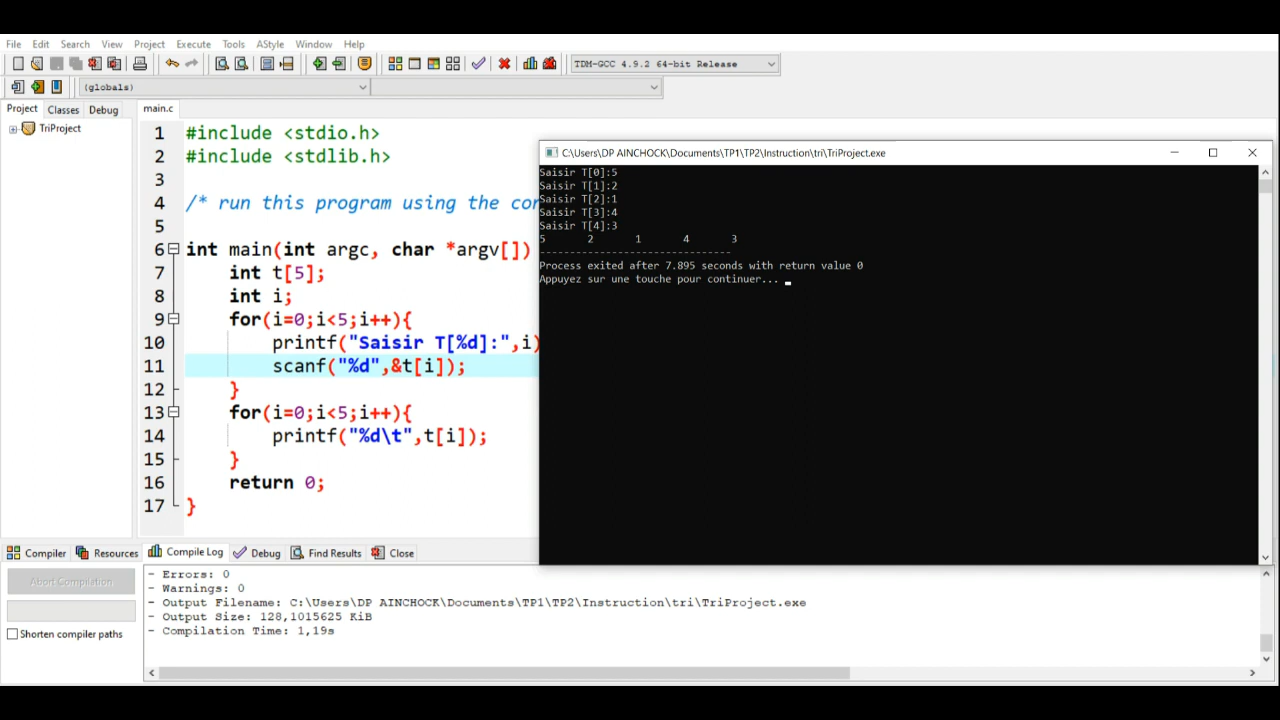 File Edit Search View Project Execute Tools AStyle Window Help
TDM-GCC 4.9.2 64-bit Release
(globals)
Project Classes Debug
TriProject
main.c
1 #include <stdio.h>
2 #include <stdlib.h>
3
4 /* run this program using the con
5
6 int main(int argc, char *argv[])
7 int t[5];
8 int i;
9 for(i=0;i<5;i++){
10 printf("Saisir T[%d]:",i)
11 scanf("%d",&t[i]);
12 }
13 for(i=0;i<5;i++){
14 printf("%d\t",t[i]);
15 }
16 return 0;
17 }
C:\Users\DP AINCHOCK\Documents\TP1\TP2\Instruction\tri\TriProject.exe
Saisir T[0]:5
Saisir T[1]:2
Saisir T[2]:1
Saisir T[3]:4
Saisir T[4]:3
5 2 1 4 3
--------------------------------
Process exited after 7.895 seconds with return value 0
Appuyez sur une touche pour continuer...
Compiler Resources Compile Log Debug Find Results Close
Abort Compilation
Shorten compiler paths
- Errors: 0
- Warnings: 0
- Output Filename: C:\Users\DP AINCHOCK\Documents\TP1\TP2\Instruction\tri\TriProject.exe
- Output Size: 128,1015625 KiB
- Compilation Time: 1,19s